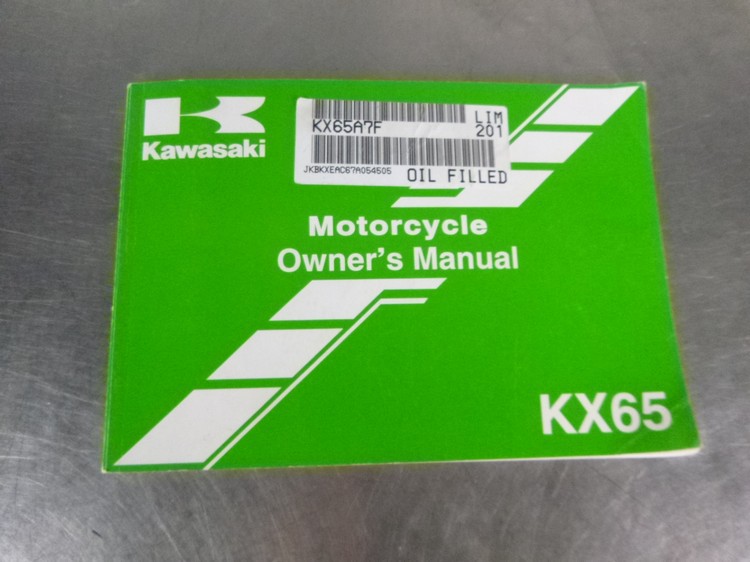 Kawasaki
KX65A7F
LIM
201
JKBKXEAC67A054505
OIL FILLED
Motorcycle
Owner's Manual
KX65